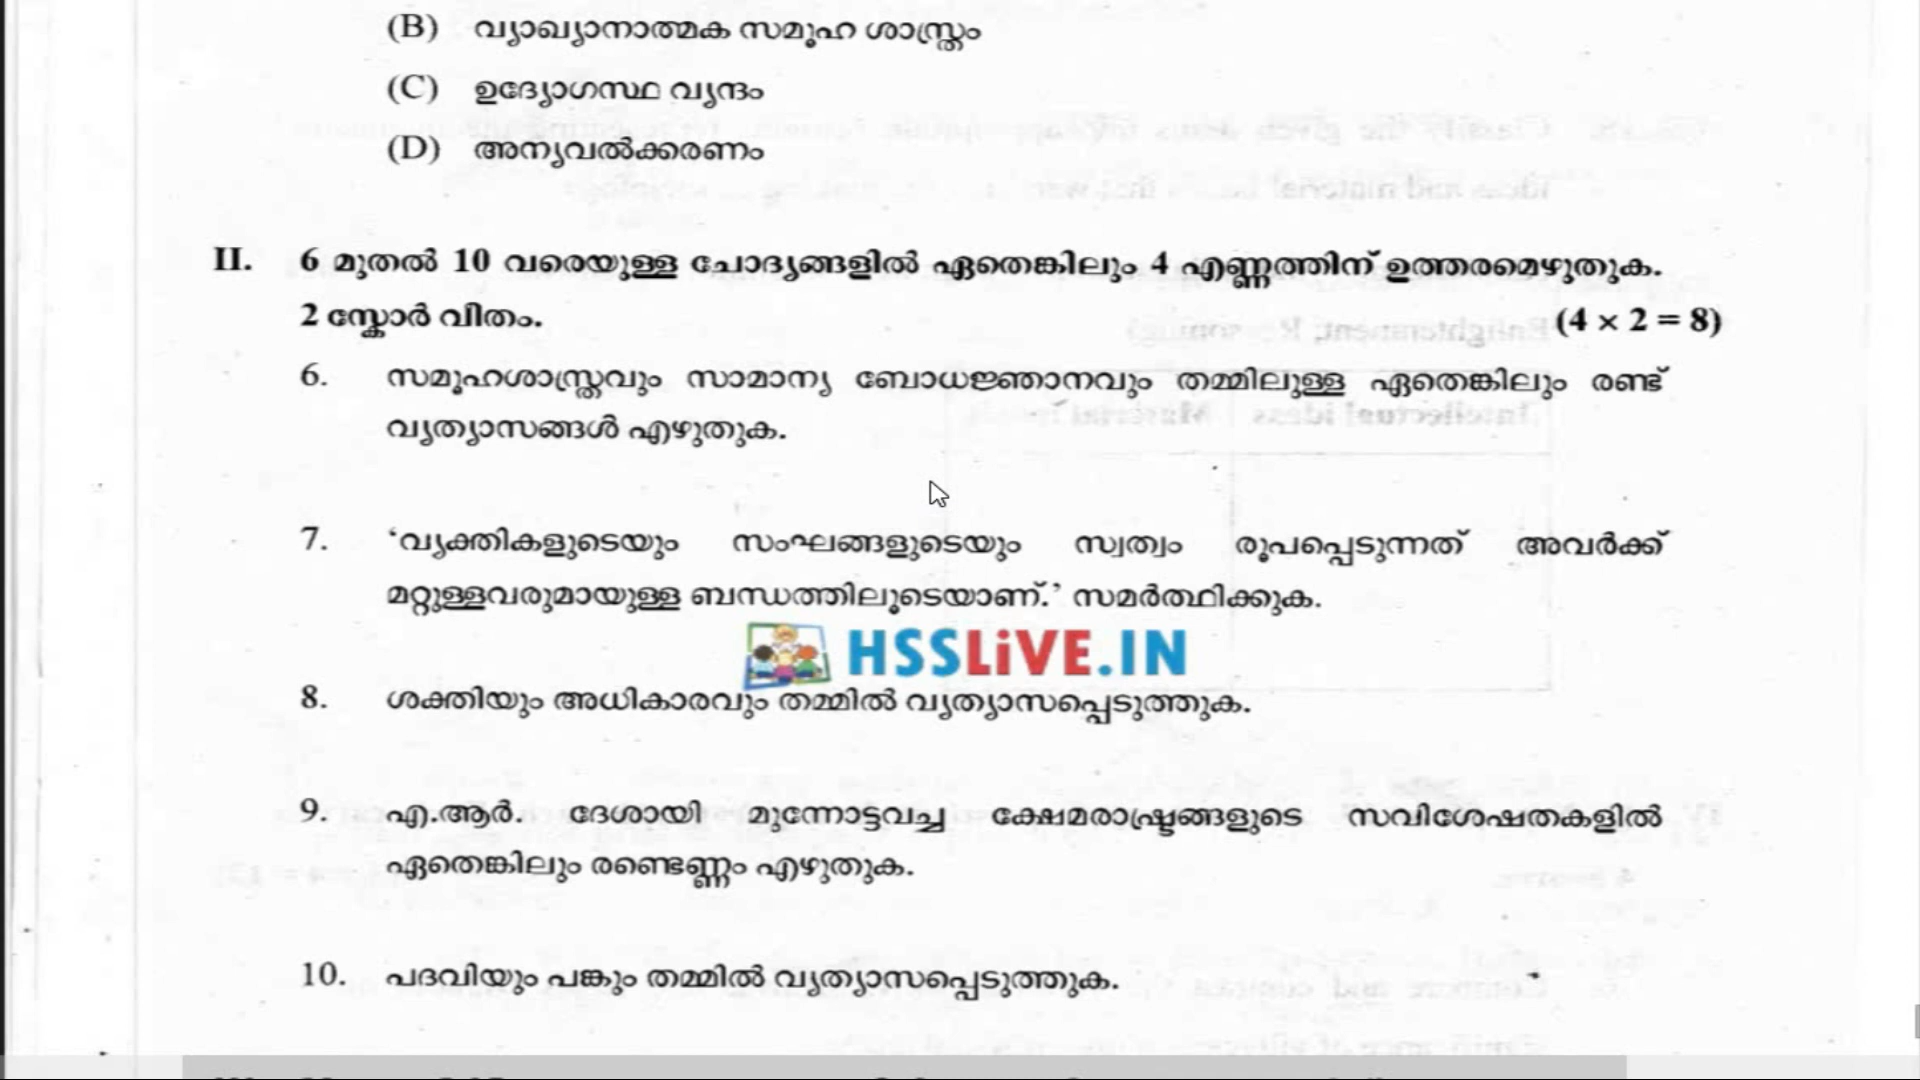 (B) വ്യാഖ്യാനാത്മക സമൂഹ ശാസ്ത്രം
(C) ഉദ്യോഗസ്ഥ വൃന്ദം
(D) അന്യവൽക്കരണം
II. 6 മുതൽ 10 വരെയുള്ള ചോദ്യങ്ങളിൽ ഏതെങ്കിലും 4 എണ്ണത്തിന് ഉത്തരമെഴുതുക.
2 സ്കോർ വീതം. (4 × 2 = 8)
6. സമൂഹശാസ്ത്രവും സാമാന്യ ബോധജ്ഞാനവും തമ്മിലുള്ള ഏതെങ്കിലും രണ്ട്
വ്യത്യാസങ്ങൾ എഴുതുക.
7. ‘വ്യക്തികളുടെയും സംഘങ്ങളുടെയും സ്വത്വം രൂപപ്പെടുന്നത് അവർക്ക്
മറ്റുള്ളവരുമായുള്ള ബന്ധത്തിലൂടെയാണ്.’ സമർത്ഥിക്കുക.
HSSLiVE.IN
8. ശക്തിയും അധികാരവും തമ്മിൽ വ്യത്യാസപ്പെടുത്തുക.
9. എ.ആർ. ദേശായി മുന്നോട്ടുവച്ച ക്ഷേമരാഷ്ട്രങ്ങളുടെ സവിശേഷതകളിൽ
ഏതെങ്കിലും രണ്ടെണ്ണം എഴുതുക.
10. പദവിയും പങ്കും തമ്മിൽ വ്യത്യാസപ്പെടുത്തുക.